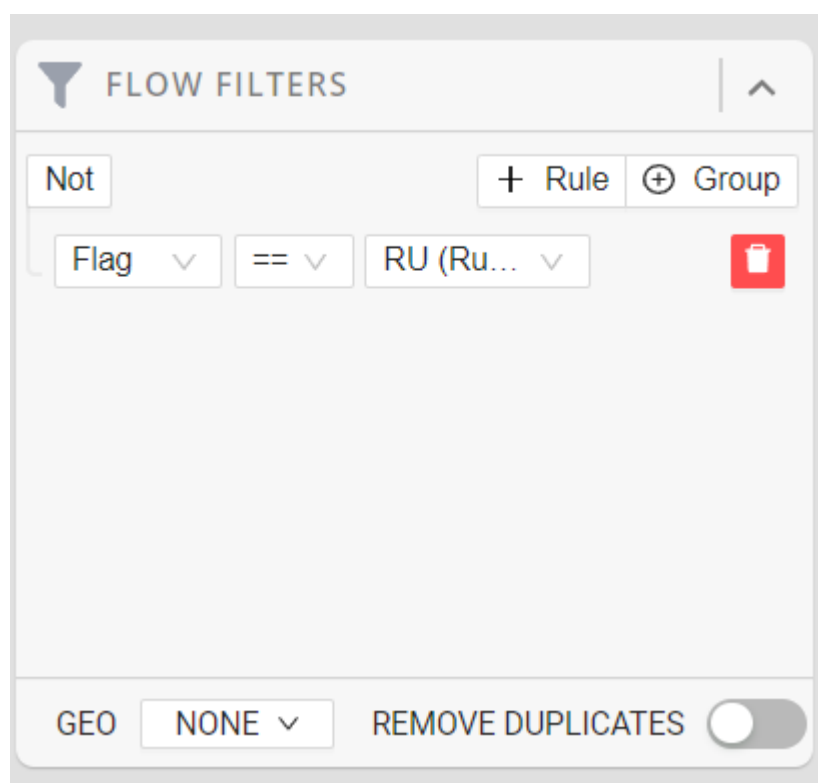 FLOW FILTERS
Not + Rule Group
Flag == RU (Ru...
GEO NONE REMOVE DUPLICATES